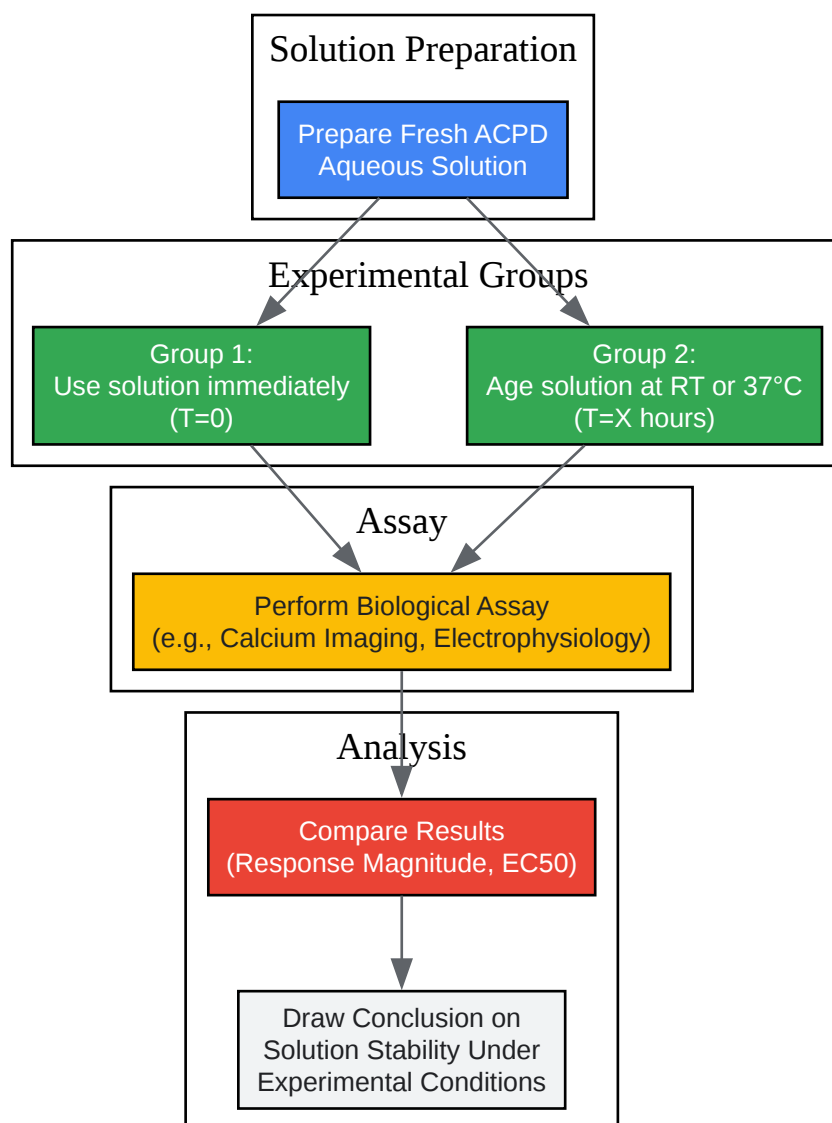 Solution Preparation
Prepare Fresh ACPD
Aqueous Solution
Experimental Groups
Group 1:
Use solution immediately
(T=0)
Group 2:
Age solution at RT or 37°C
(T=X hours)
Assay
Perform Biological Assay
(e.g., Calcium Imaging, Electrophysiology)
Analysis
Compare Results
(Response Magnitude, EC50)
Draw Conclusion on
Solution Stability Under
Experimental Conditions